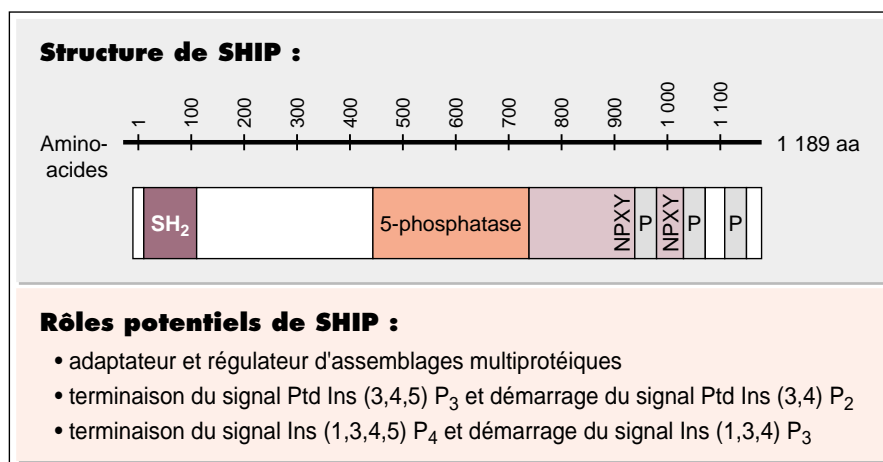 Structure de SHIP :
1 100 200 300 400 500 600 700 800 900 1 000 1 100
Amino-
acides
1 189 aa
SH2 5-phosphatase NPXY P NPXY P P
Rôles potentiels de SHIP :
• adaptateur et régulateur d'assemblages multiprotéiques
• terminaison du signal Ptd Ins (3,4,5) P3 et démarrage du signal Ptd Ins (3,4) P2
• terminaison du signal Ins (1,3,4,5) P4 et démarrage du signal Ins (1,3,4) P3